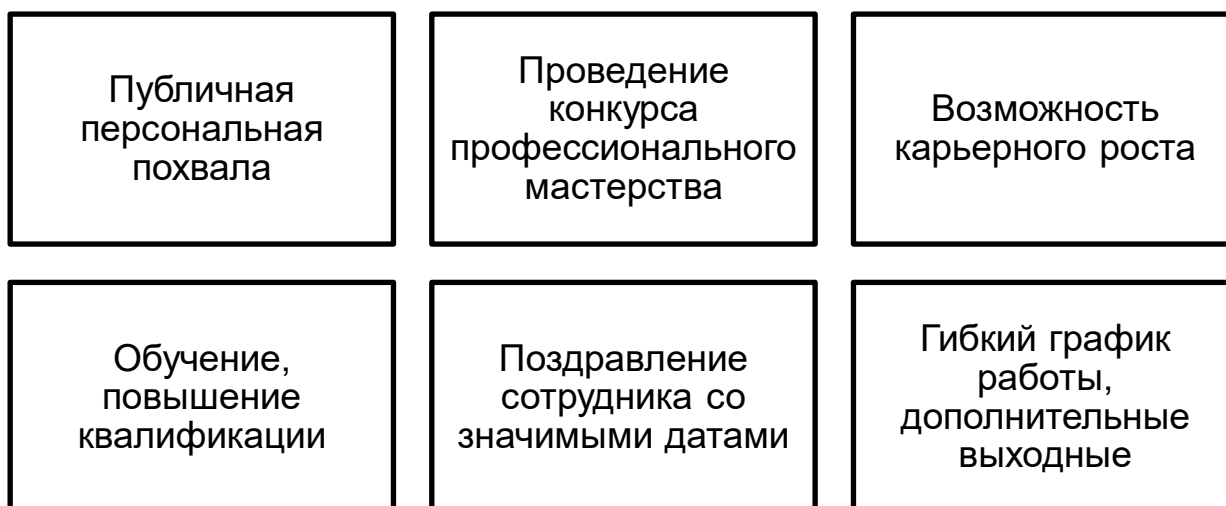 Публичная
персональная
похвала
Проведение
конкурса
профессионального
мастерства
Возможность
карьерного роста
Обучение,
повышение
квалификации
Поздравление
сотрудника со
значимыми датами
Гибкий график
работы,
дополнительные
выходные